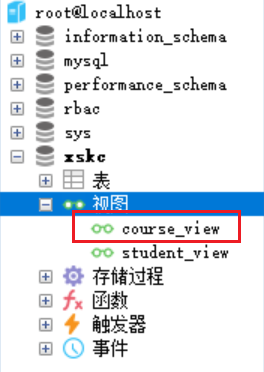 root@localhost
information_schema
mysql
performance_schema
rbac
sys
xskc
表
视图
course_view
student_view
存储过程
函数
触发器
事件